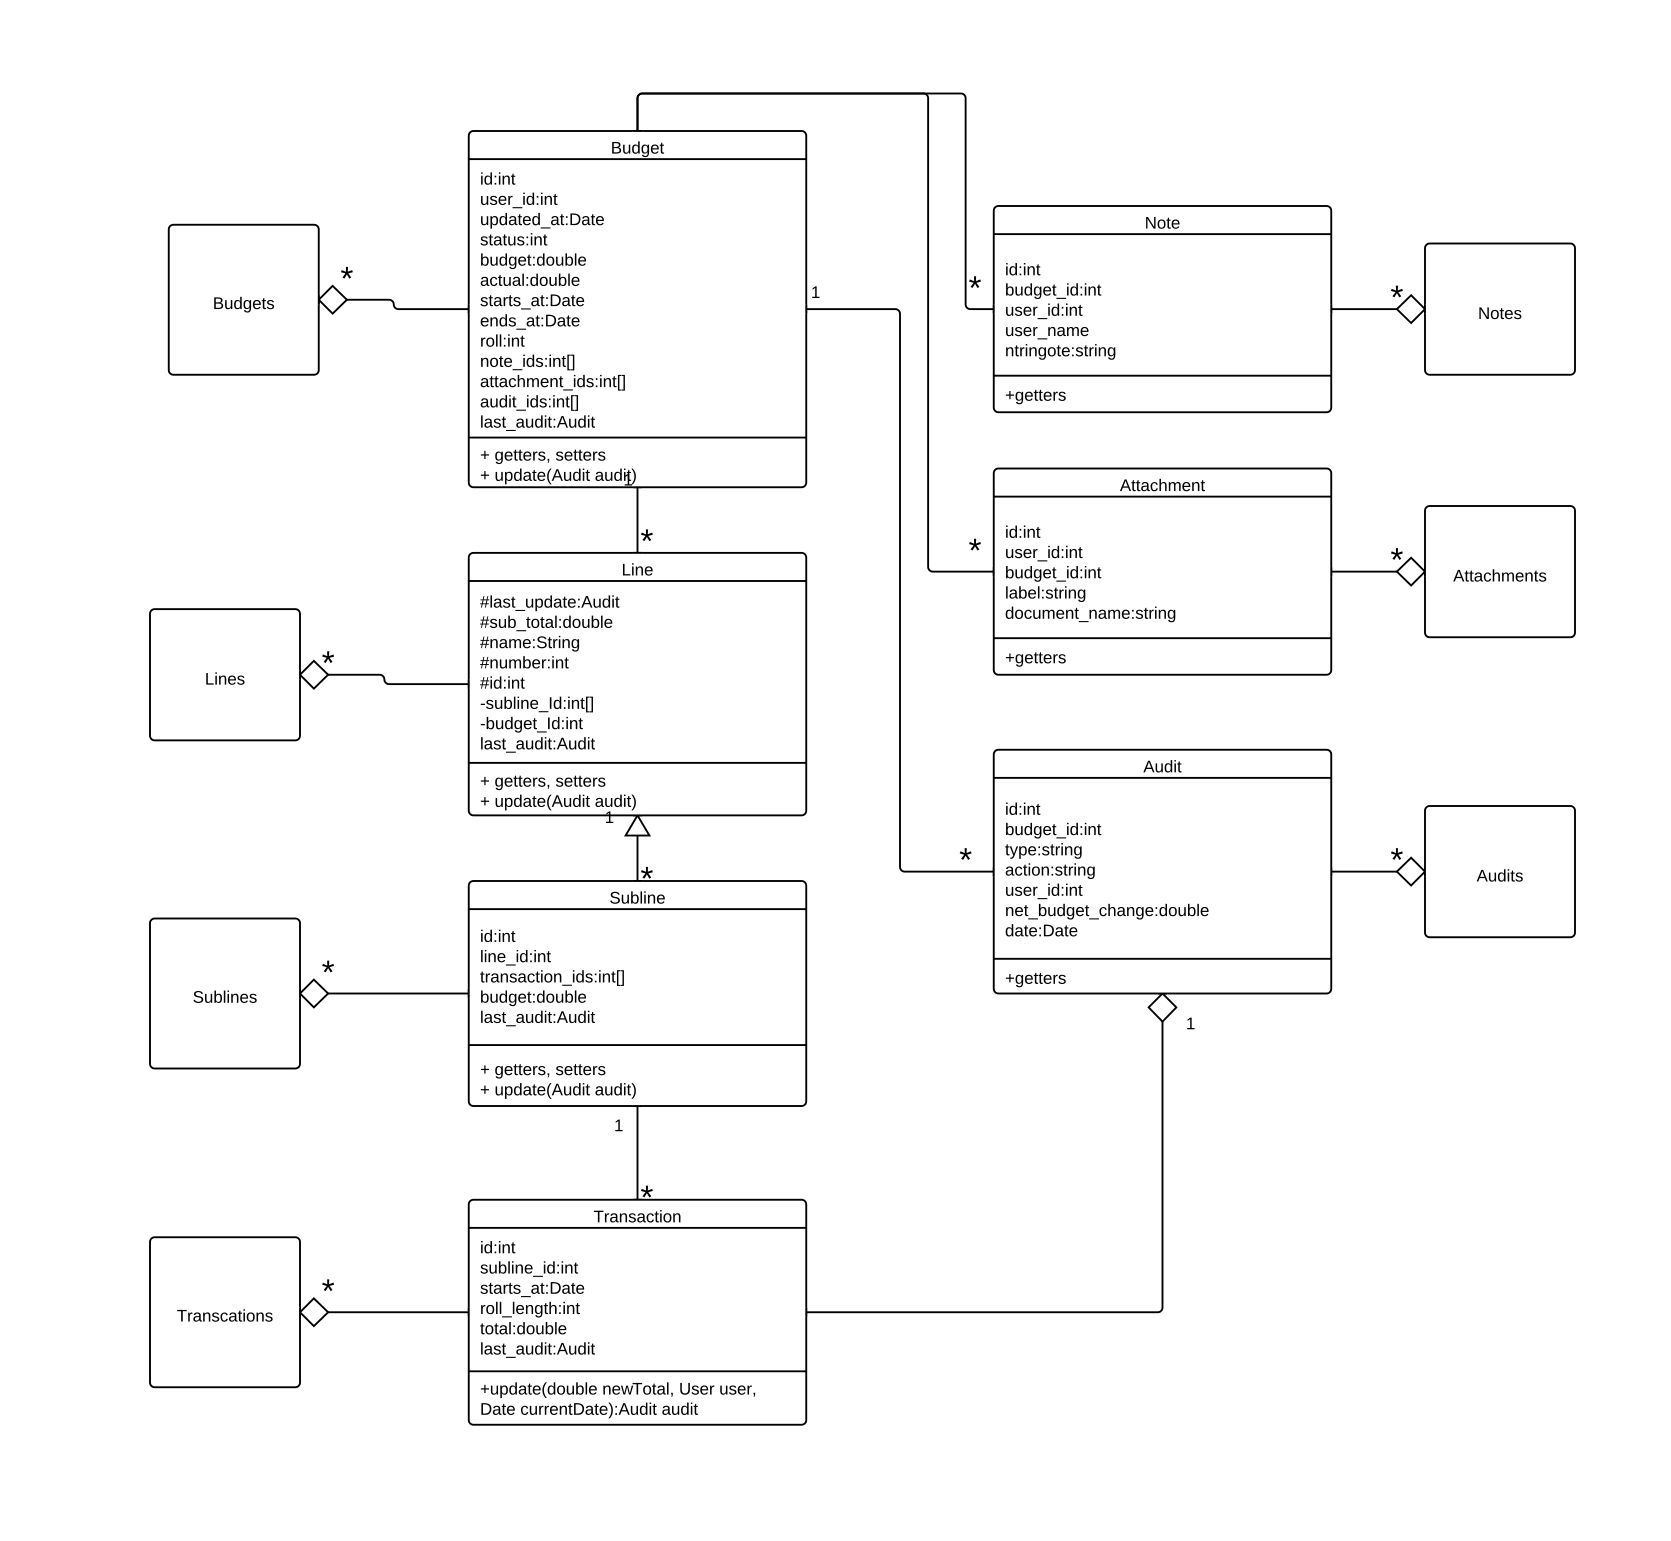 Budget
id:int
user_id:int
updated_at:Date
status:int
budget:double
actual:double
starts_at:Date
ends_at:Date
roll:int
note_ids:int[]
attachment_ids:int[]
audit_ids:int[]
last_audit:Audit
+ getters, setters
+ update(Audit audit)
1
*
Budgets
*
1
Line
#last_update:Audit
#sub_total:double
#name:String
#number:int
#id:int
-subline_Id:int[]
-budget_Id:int
last_audit:Audit
+ getters, setters
+ update(Audit audit)
1
*
Lines
*
Subline
id:int
line_id:int
transaction_ids:int[]
budget:double
last_audit:Audit
+ getters, setters
+ update(Audit audit)
1
*
Sublines
*
Transaction
id:int
subline_id:int
starts_at:Date
roll_length:int
total:double
last_audit:Audit
+update(double newTotal, User user,
Date currentDate):Audit audit
Transcations
*
Note
id:int
budget_id:int
user_id:int
user_name
ntringote:string
+getters
*
*
Notes
Attachment
id:int
user_id:int
budget_id:int
label:string
document_name:string
+getters
*
*
Attachments
Audit
id:int
budget_id:int
type:string
action:string
user_id:int
net_budget_change:double
date:Date
+getters
*
*
Audits
1